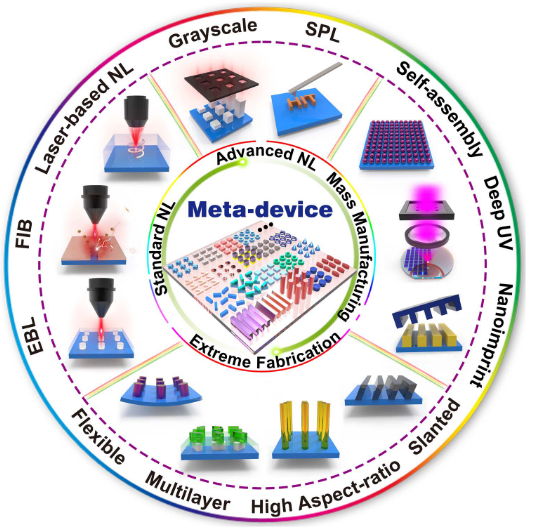 Grayscale
SPL
Self-assembly
Deep UV
Nanoimprint
Slanted
High Aspect-ratio
Multilayer
Flexible
EBL
FIB
Laser-based NL
Advanced NL
Mass Manufacturing
Extreme Fabrication
Standard NL
Meta-device